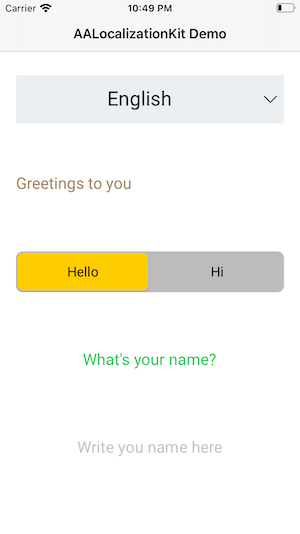 Carrier 10:49 PM
AALocalizationKit Demo
English
Greetings to you
Hello Hi
What's your name?
Write you name here